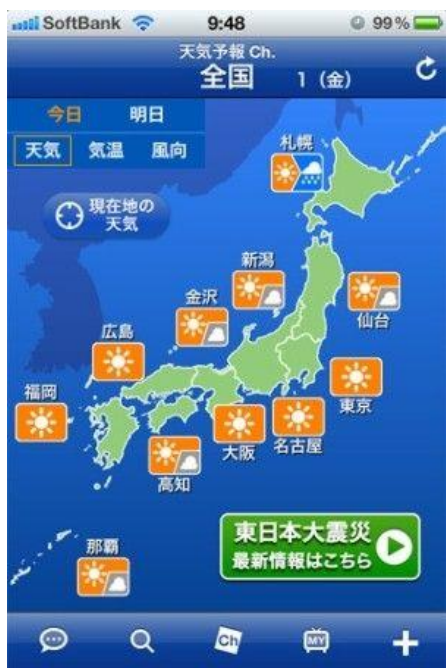 SoftBank 9:48 99%
天気予報 Ch.
全国 1(金)
今日 明日
天気 気温 風向
現在地の
天気
札幌
新潟
金沢
仙台
広島
福岡
東京
大阪
名古屋
高知
那覇
東日本大震災
最新情報はこちら
Ch
MY